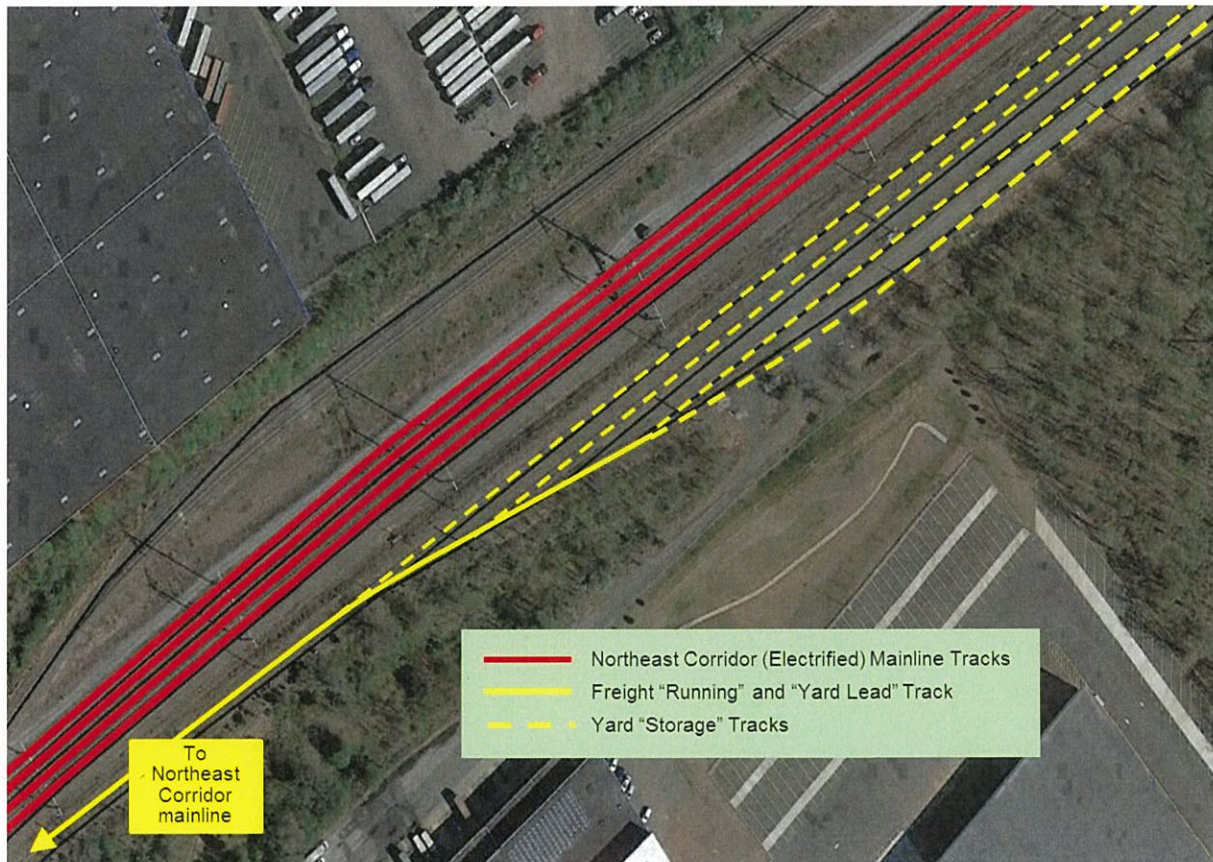 Northeast Corridor (Electrified) Mainline Tracks
Freight “Running” and “Yard Lead” Track
Yard “Storage” Tracks
To
Northeast
Corridor
mainline